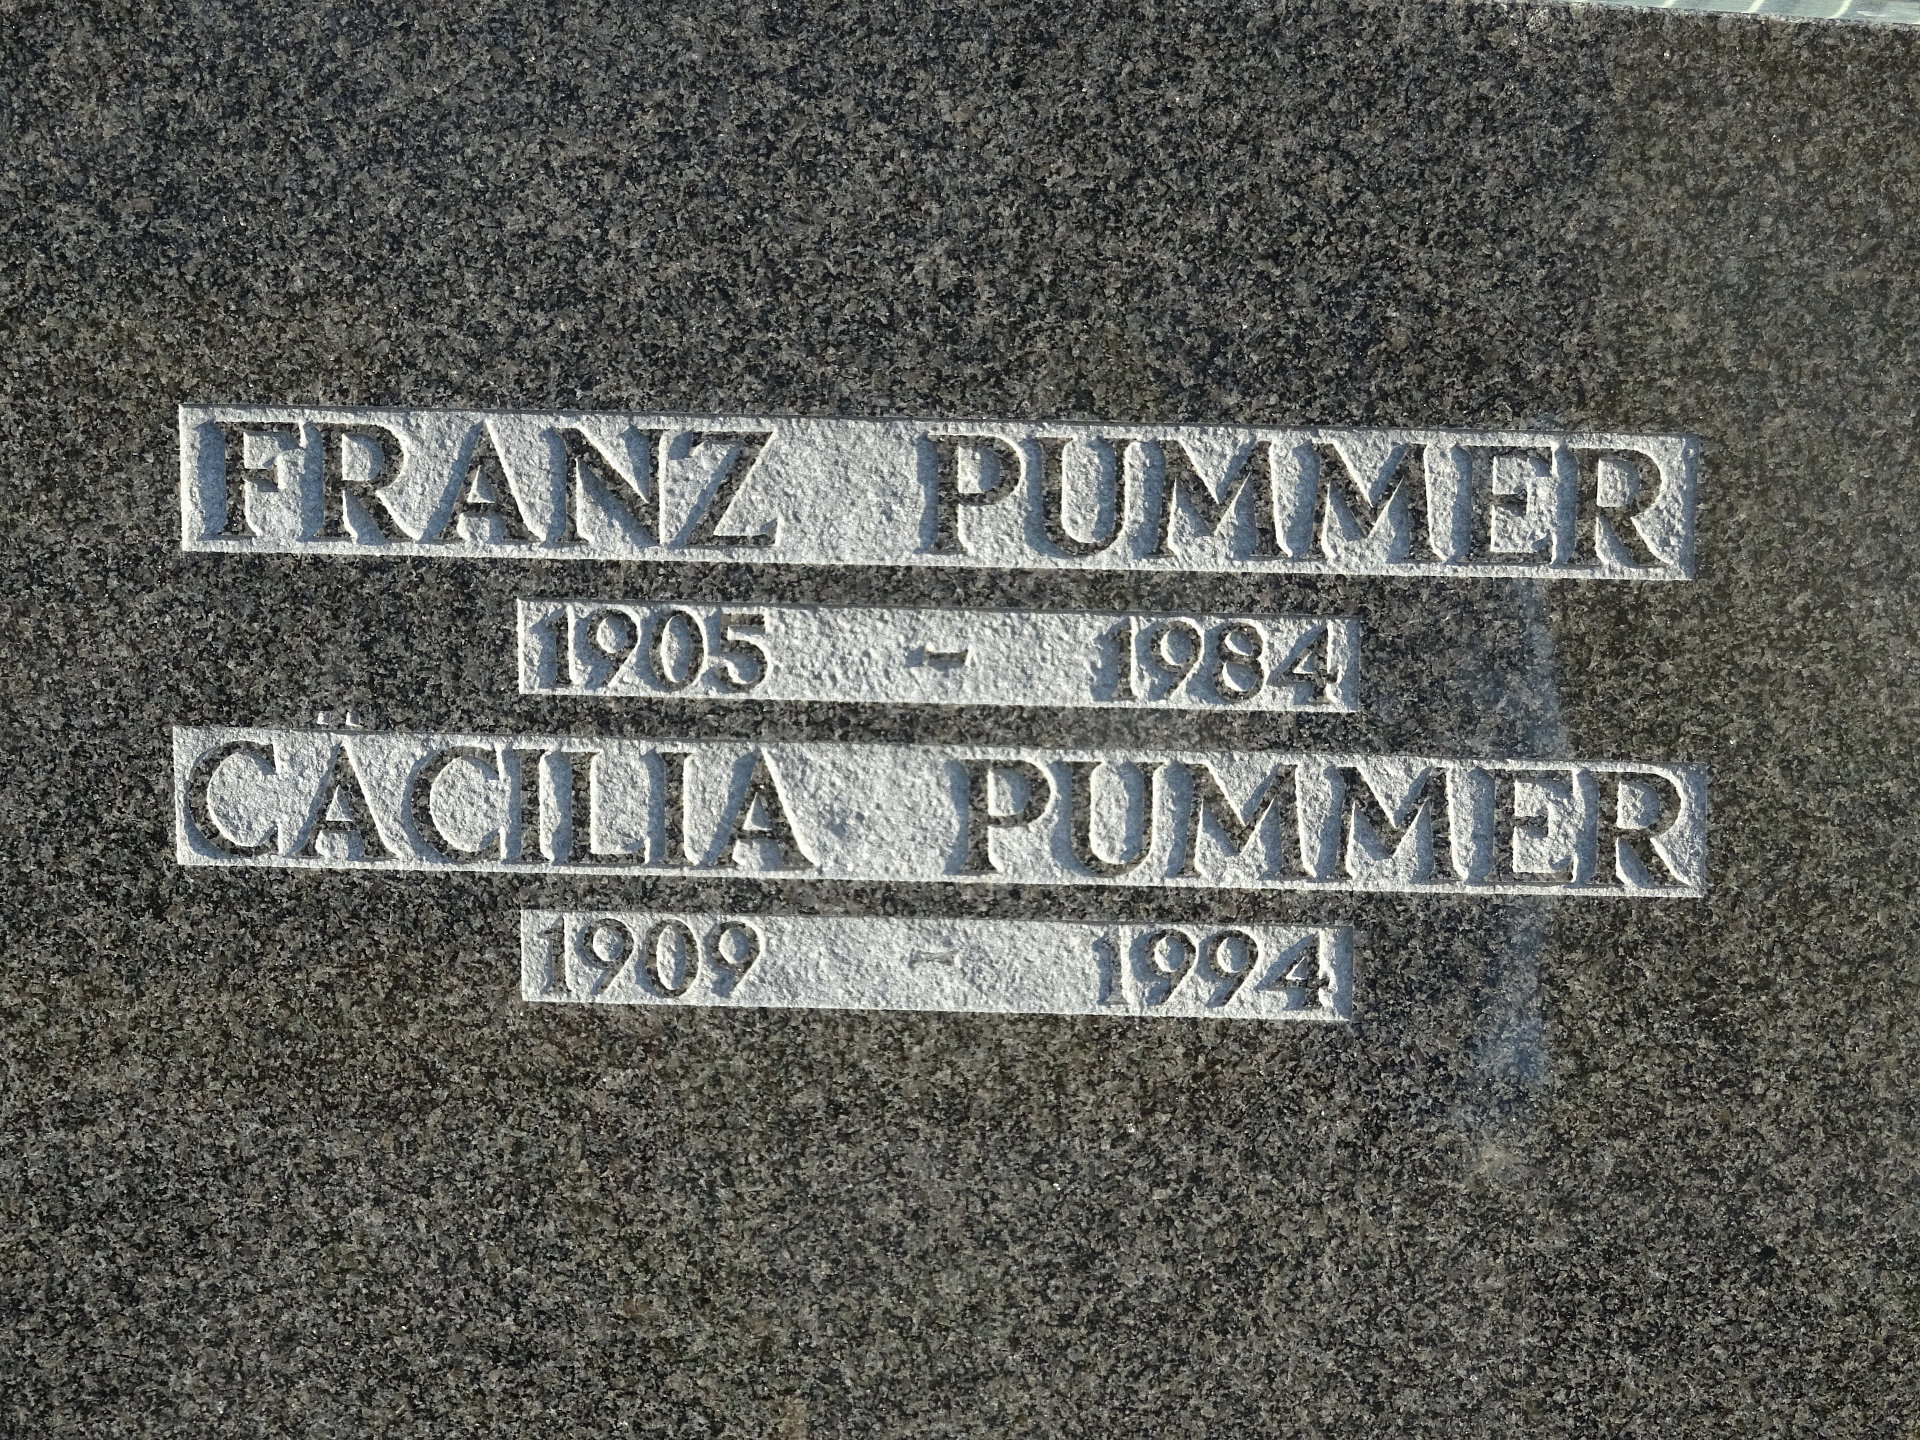 FRANZ PUMMER
1905 - 1984
CÄCILIA PUMMER
1909 - 1994